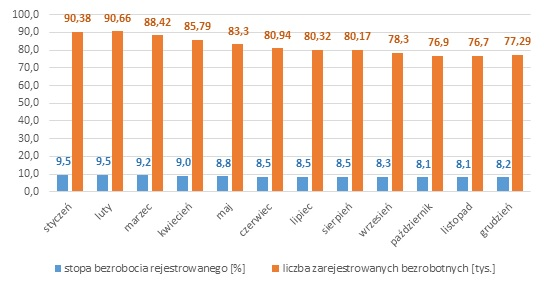 100,0
90,0
80,0
70,0
60,0
50,0
40,0
30,0
20,0
10,0
0,0
90,38 90,66 88,42 85,79 83,3 80,94 80,32 80,17 78,3 76,9 76,7 77,29
9,5 9,5 9,2 9,0 8,8 8,5 8,5 8,5 8,3 8,1 8,1 8,2
styczeń luty marzec kwiecień maj czerwiec lipiec sierpień wrzesień październik listopad grudzień
stopa bezrobocia rejestrowanego [%] liczba zarejestrowanych bezrobotnych [tys.]